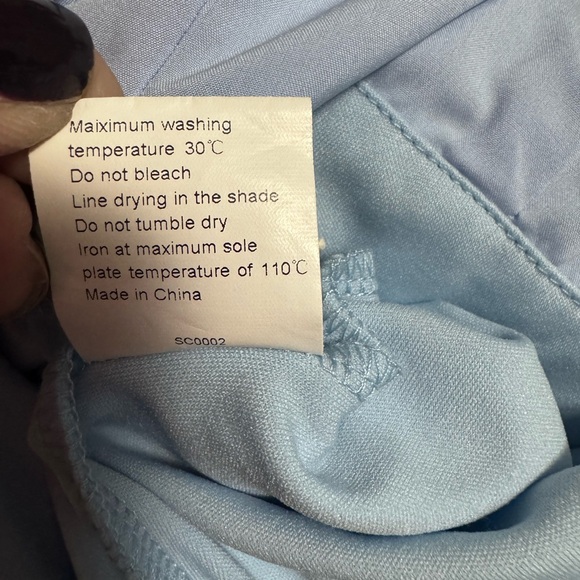 Maiximum washing
temperature 30℃
Do not bleach
Line drying in the shade
Do not tumble dry
Iron at maximum sole
plate temperature of 110℃
Made in China
SC0002